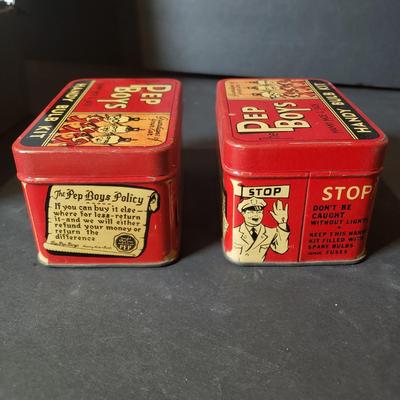 HANDY BULB KIT
PEP
BOYS
The Pep Boys Policy
If you can buy it else-
where for less-return
it-and we will either
refund your money or
return the
difference
PEP
BOYS
HANDY BULB KIT
STOP
STOP
DON'T BE
CAUGHT
WITHOUT LIGHTS
KEEP THIS HANDY
KIT FILLED WITH
SPARE BULBS
FUSES